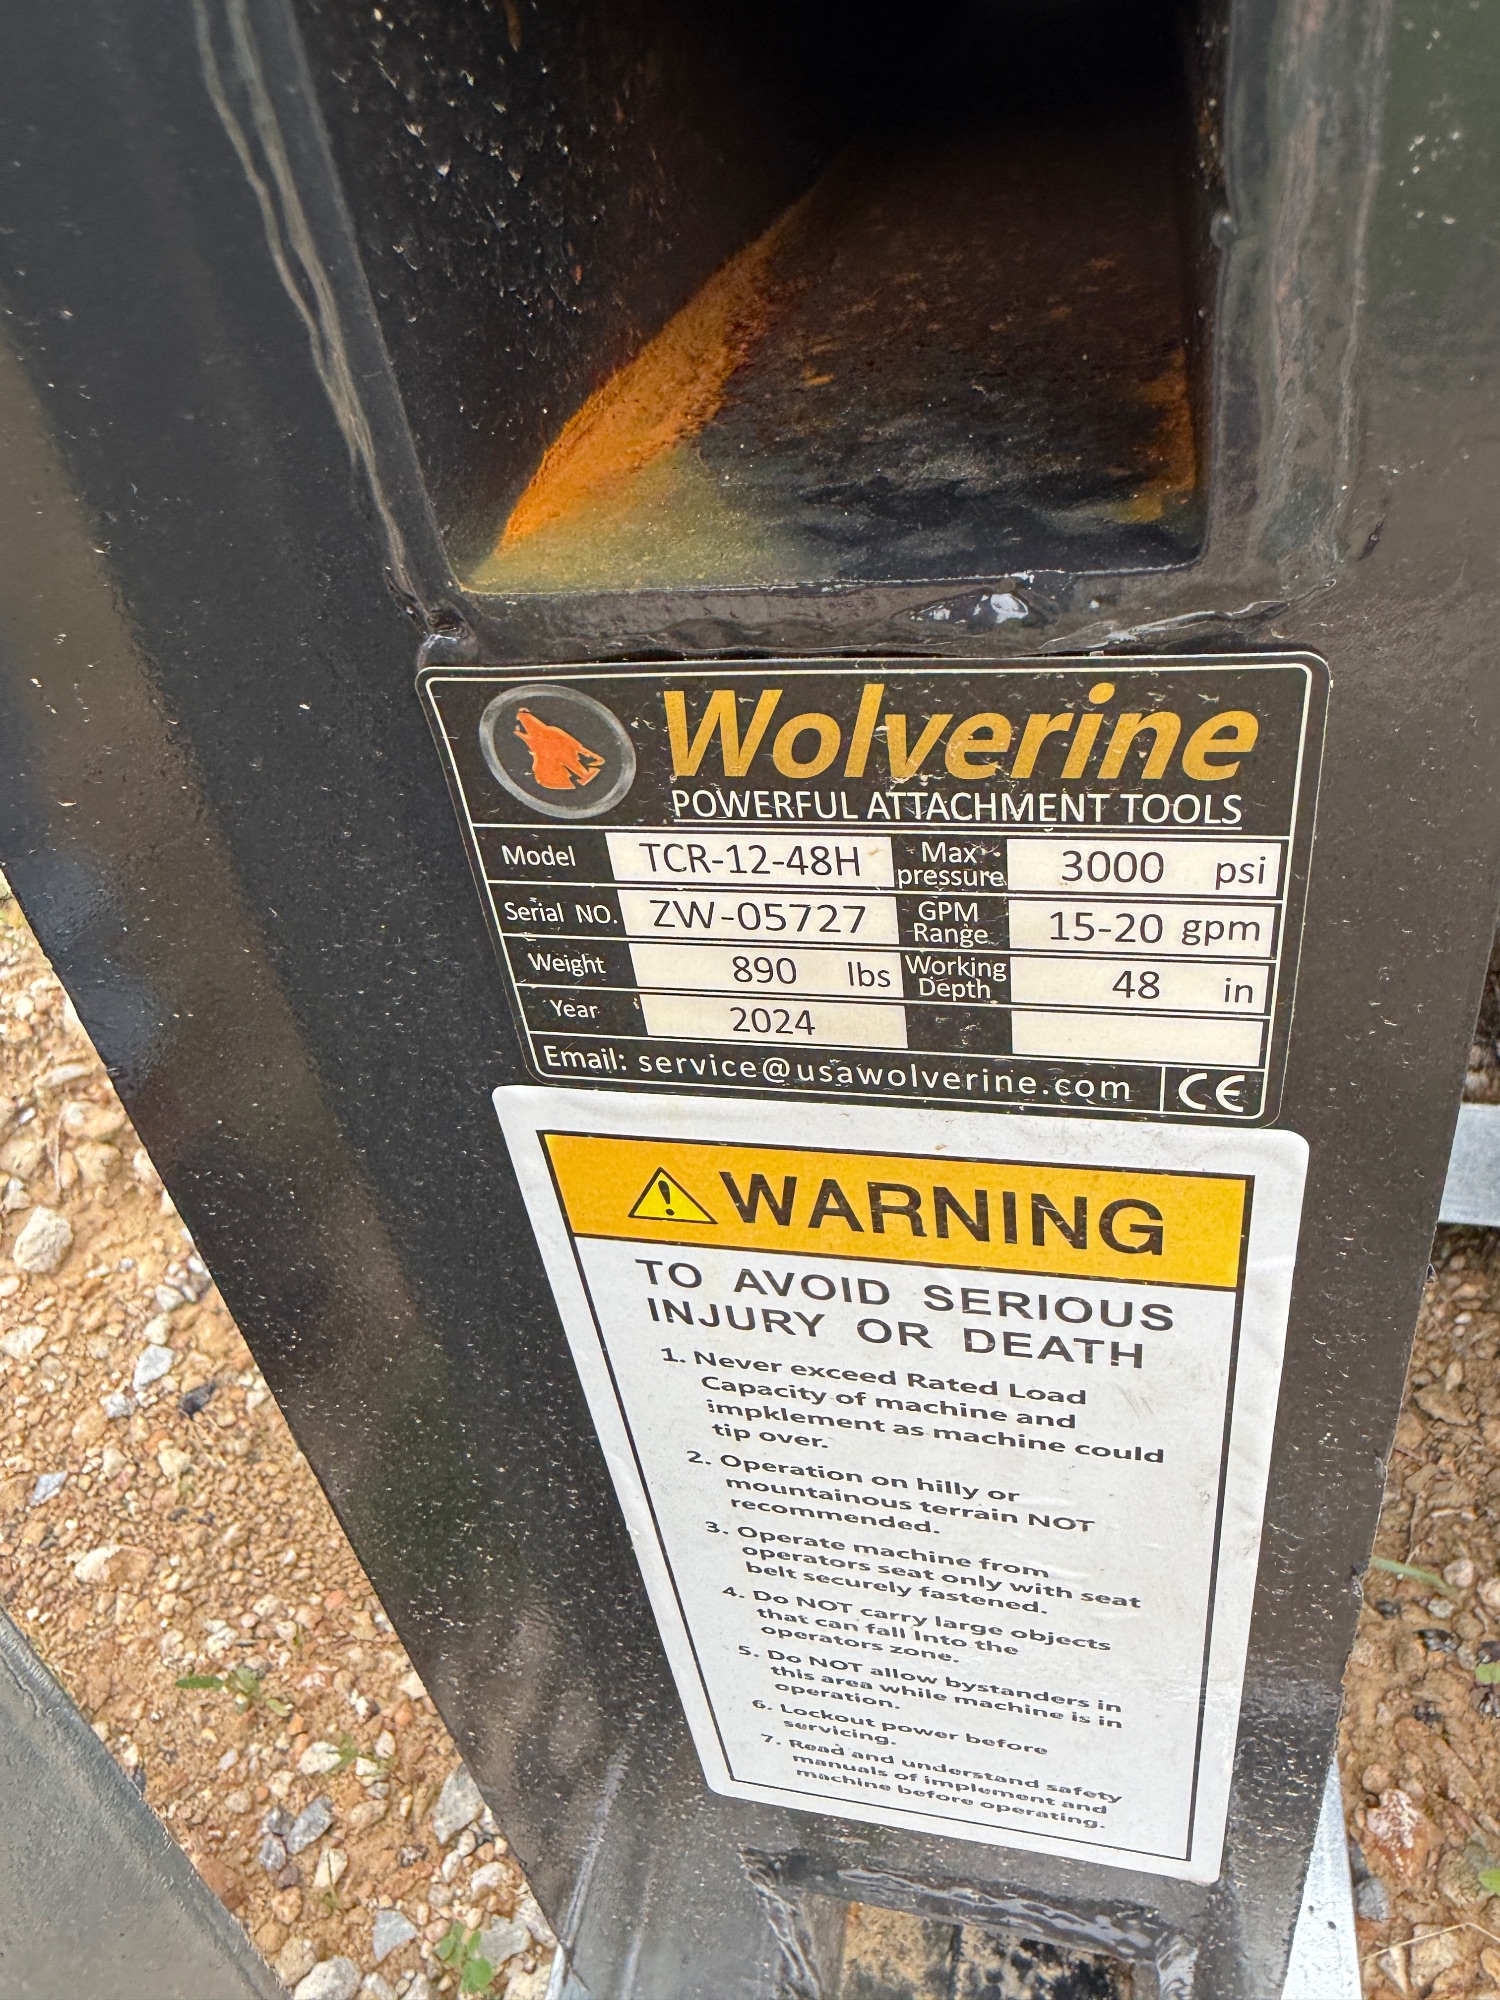 Wolverine
POWERFUL ATTACHMENT TOOLS
Model TCR-12-48H Max pressure 3000 psi
Serial NO. ZW-05727 GPM Range 15-20 gpm
Weight 890 lbs Working Depth 48 in
Year 2024
Email: service@usawolverine.com CE
WARNING
TO AVOID SERIOUS
INJURY OR DEATH
1. Never exceed Rated Load
Capacity of machine and
impklement as machine could
tip over.
2. Operation on hilly or
mountainous terrain NOT
recommended.
3. Operate machine from
operators seat only with seat
belt securely fastened.
4. Do NOT carry large objects
that can fall Into the
operators zone.
5. Do NOT allow bystanders in
this area while machine is in
operation.
6. Lockout power before
servicing.
7. Read and understand safety
manuals of implement and
machine before operating.